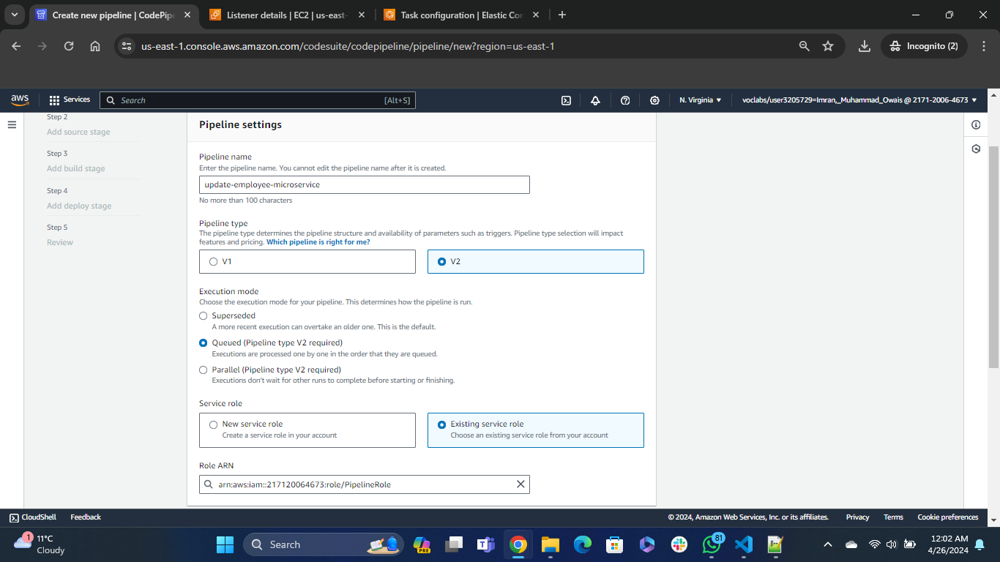 Create new pipeline | CodePipe
Listener details | EC2 | us-east-
Task configuration | Elastic Con
us-east-1.console.aws.amazon.com/codesuite/codepipeline/pipeline/new?region=us-east-1
Incognito (2)
aws
Services
Search
[Alt+S]
N. Virginia
voclabs/user3205729=Imran,_Muhammad_Owais @ 2171-2006-4673
Step 2
Add source stage
Step 3
Add build stage
Step 4
Add deploy stage
Step 5
Review
Pipeline settings
Pipeline name
Enter the pipeline name. You cannot edit the pipeline name after it is created.
update-employee-microservice
No more than 100 characters
Pipeline type
The pipeline type determines the pipeline structure and availability of parameters such as triggers. Pipeline type selection will impact
features and pricing. Which pipeline is right for me?
V1
V2
Execution mode
Choose the execution mode for your pipeline. This determines how the pipeline is run.
Superseded
A more recent execution can overtake an older one. This is the default.
Queued (Pipeline type V2 required)
Executions are processed one by one in the order that they are queued.
Parallel (Pipeline type V2 required)
Executions don't wait for other runs to complete before starting or finishing.
Service role
New service role
Create a service role in your account
Existing service role
Choose an existing service role from your account
Role ARN
arn:aws:iam::217120064673:role/PipelineRole
CloudShell
Feedback
© 2024, Amazon Web Services, Inc. or its affiliates.
Privacy
Terms
Cookie preferences
1
11°C
Cloudy
Search
PRE
81
12:02 AM
4/26/2024